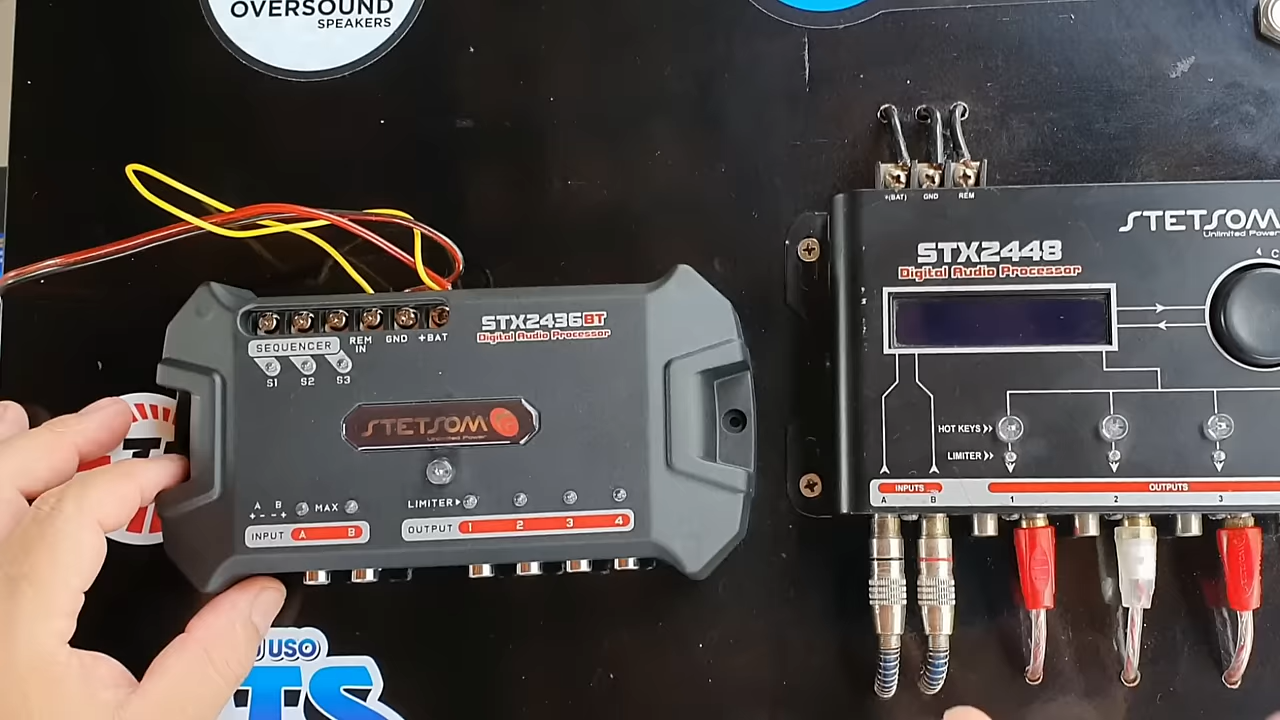 OVERSOUND
SPEAKERS
STX2436BT
Digital Audio Processor
SEQUENCER
REM
IN
GND
+BAT
S1
S2
S3
STETSOM
Unlimited Power
A B
+ - - +
MAX
INPUT A B
LIMITER
OUTPUT 1 2 3 4
USO
TS
+(BAT)
GND
REM
STETSOM
Unlimited Power
STX2448
Digital Audio Processor
HOT KEYS
LIMITER
INPUTS
A B
OUTPUTS
1 2 3